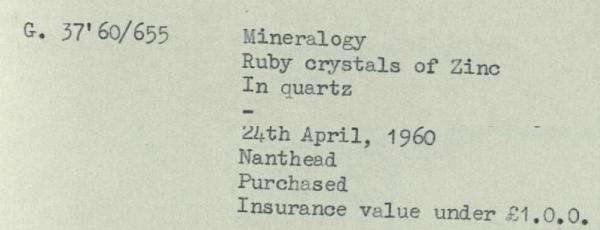 G. 37'60/655 Mineralogy
Ruby crystals of Zinc
In quartz
-
24th April, 1960
Nanthead
Purchased
Insurance value under £1.0.0.